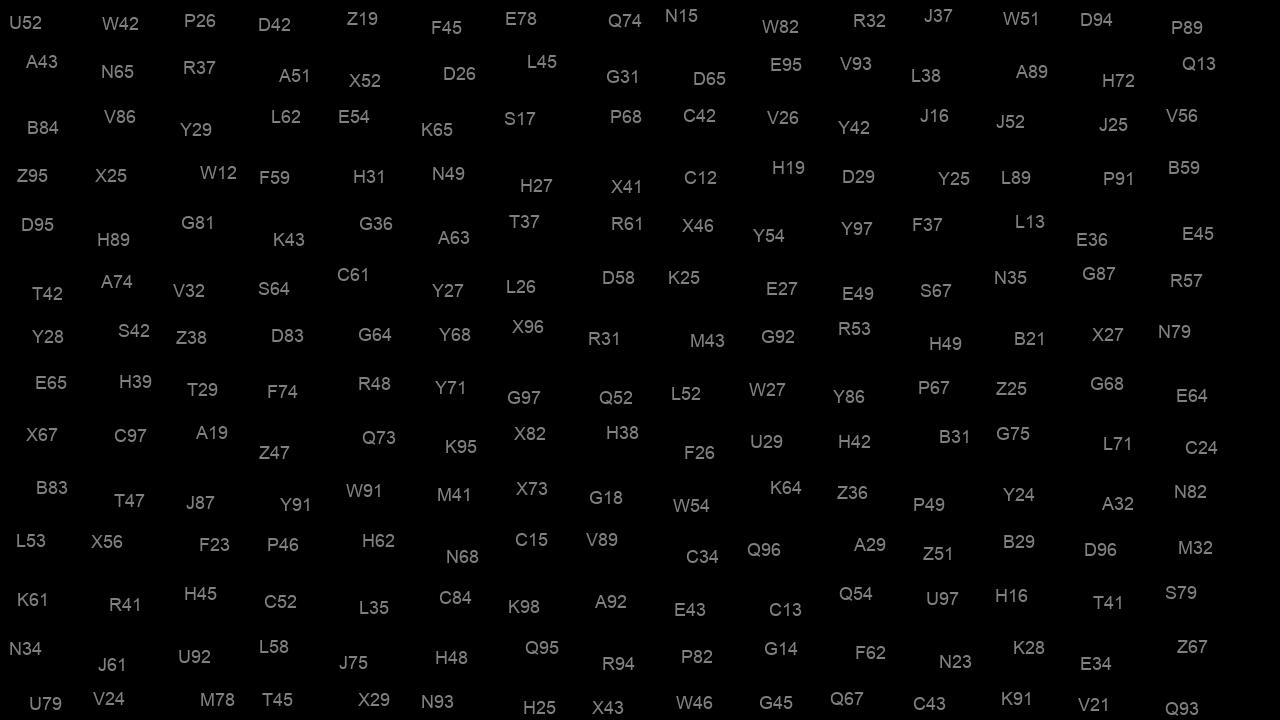 U52 W42 P26 D42 Z19 F45 E78 Q74 N15 W82 R32 J37 W51 D94 P89
A43 N65 R37 A51 X52 D26 L45 G31 D65 E95 V93 L38 A89 H72 Q13
B84 V86 Y29 L62 E54 K65 S17 P68 C42 V26 Y42 J16 J52 J25 V56
Z95 X25 W12 F59 H31 N49 H27 X41 C12 H19 D29 Y25 L89 P91 B59
D95 H89 G81 K43 G36 A63 T37 R61 X46 Y54 Y97 F37 L13 E36 E45
T42 A74 V32 S64 C61 Y27 L26 D58 K25 E27 E49 S67 N35 G87 R57
Y28 S42 Z38 D83 G64 Y68 X96 R31 M43 G92 R53 H49 B21 X27 N79
E65 H39 T29 F74 R48 Y71 G97 Q52 L52 W27 Y86 P67 Z25 G68 E64
X67 C97 A19 Z47 Q73 K95 X82 H38 F26 U29 H42 B31 G75 L71 C24
B83 T47 J87 Y91 W91 M41 X73 G18 W54 K64 Z36 P49 Y24 A32 N82
L53 X56 F23 P46 H62 N68 C15 V89 C34 Q96 A29 Z51 B29 D96 M32
K61 R41 H45 C52 L35 C84 K98 A92 E43 C13 Q54 U97 H16 T41 S79
N34 J61 U92 L58 J75 H48 Q95 R94 P82 G14 F62 N23 K28 E34 Z67
U79 V24 M78 T45 X29 N93 H25 X43 W46 G45 Q67 C43 K91 V21 Q93